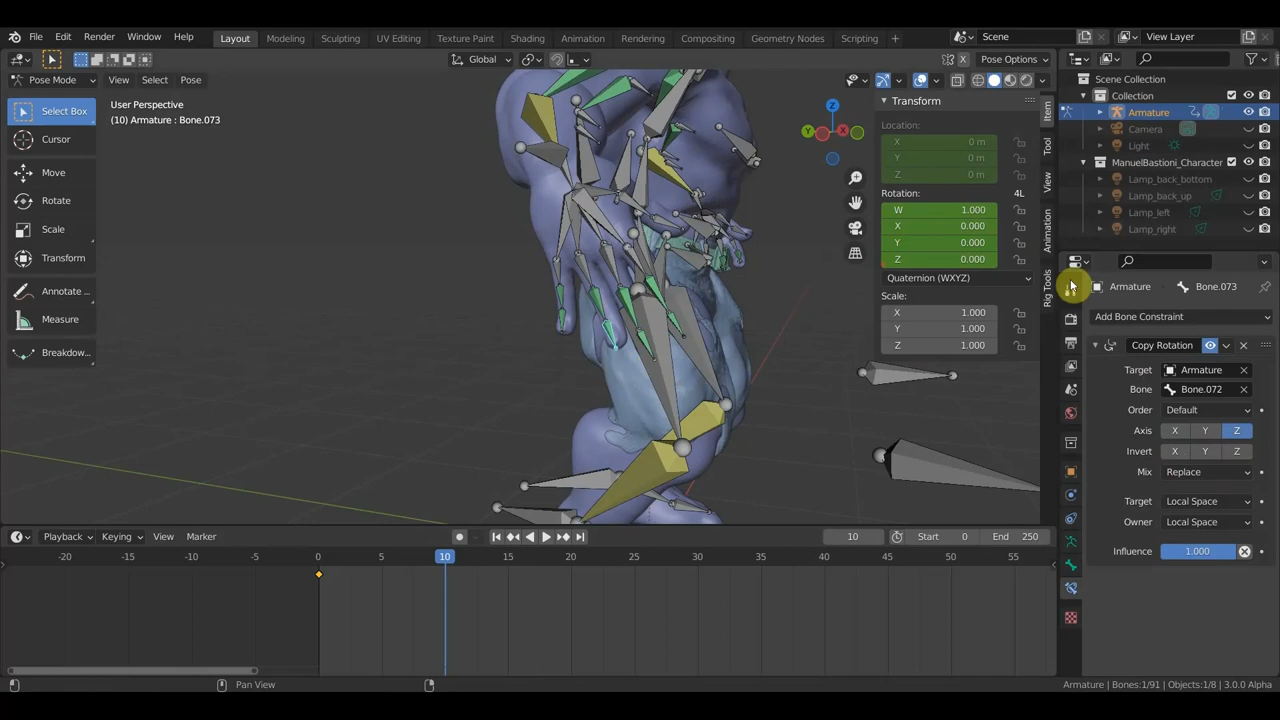 File Edit Render Window Help Layout Modeling Sculpting UV Editing Texture Paint Shading Animation Rendering Compositing Geometry Nodes Scripting + Scene View Layer
Global X Pose Options
Pose Mode View Select Pose
Scene Collection
Collection
Armature
Camera
Light
ManuelBastioni_Character
Lamp_back_bottom
Lamp_back_up
Lamp_left
Lamp_right
Select Box
Cursor
Move
Rotate
Scale
Transform
Annotate ...
Measure
Breakdow...
User Perspective
(10) Armature : Bone.073
Z
Y
X
Transform
Location:
X 0 m
Y 0 m
Z 0 m
Rotation: 4L
W 1.000
X 0.000
Y 0.000
Z 0.000
Quaternion (WXYZ)
Scale:
X 1.000
Y 1.000
Z 1.000
Item
Tool
View
Animation
Rigt Tools
Armature Bone.073
Add Bone Constraint
Copy Rotation
Target Armature
Bone Bone.072
Order Default
Axis X Y Z
Invert X Y Z
Mix Replace
Target Local Space
Owner Local Space
Influence 1.000
Playback Keying View Marker 10 Start 0 End 250
-20 -15 -10 -5 0 5 10 15 20 25 30 35 40 45 50 55
Pan View Armature | Bones:1/91 | Objects:1/8 | 3.0.0 Alpha